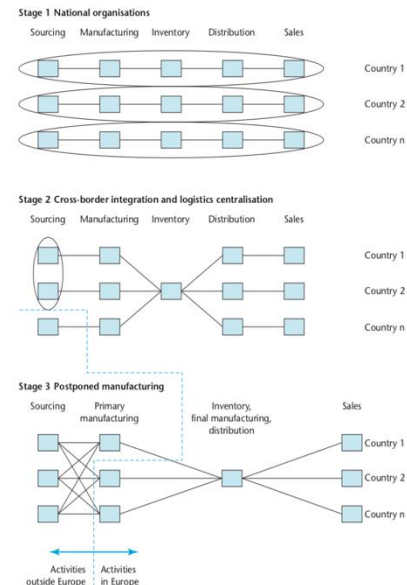 Stage 1 National organisations
Sourcing Manufacturing Inventory Distribution Sales
Country 1
Country 2
Country n
Stage 2 Cross-border integration and logistics centralisation
Sourcing Manufacturing Inventory Distribution Sales
Country 1
Country 2
Country n
Stage 3 Postponed manufacturing
Sourcing Primary Inventory, Sales
manufacturing final manufacturing,
distribution
Country 1
Country 2
Country n
Activities Activities
outside Europe in Europe